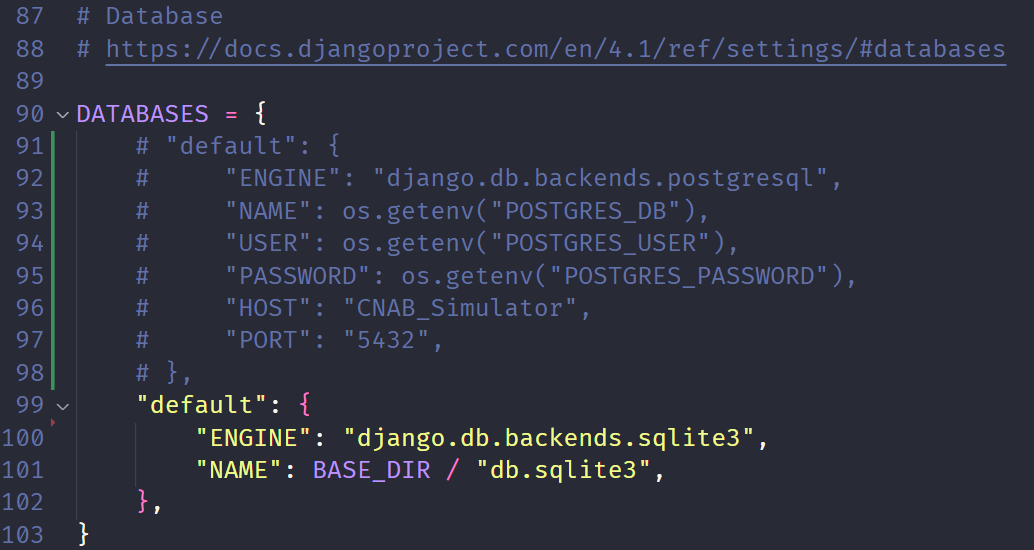 87 # Database
88 # https://docs.djangoproject.com/en/4.1/ref/settings/#databases
89
90 DATABASES = {
91     # "default": {
92     #     "ENGINE": "django.db.backends.postgresql",
93     #     "NAME": os.getenv("POSTGRES_DB"),
94     #     "USER": os.getenv("POSTGRES_USER"),
95     #     "PASSWORD": os.getenv("POSTGRES_PASSWORD"),
96     #     "HOST": "CNAB_Simulator",
97     #     "PORT": "5432",
98     # },
99     "default": {
100         "ENGINE": "django.db.backends.sqlite3",
101         "NAME": BASE_DIR / "db.sqlite3",
102     },
103 }